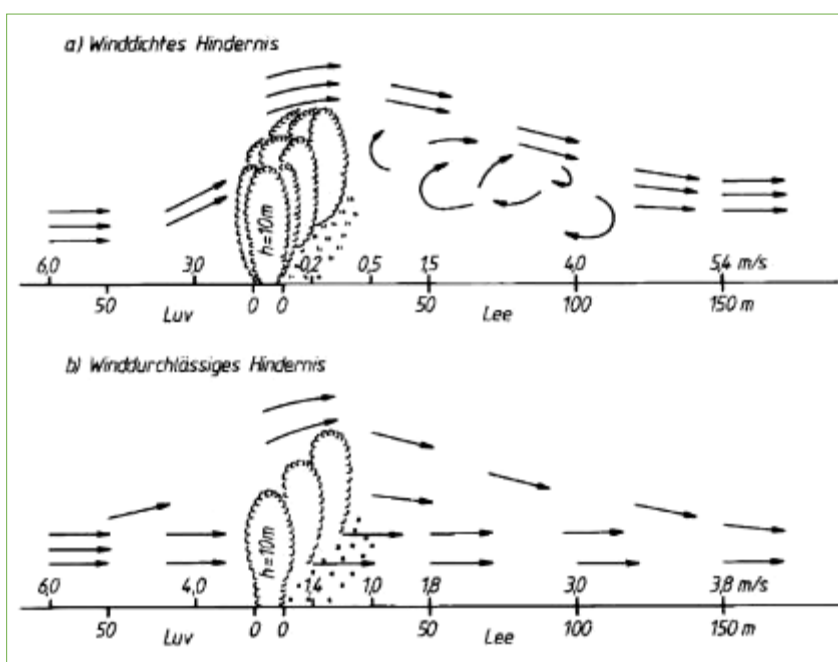 a) Winddichtes Hindernis
h=10m
6,0 3,0 0,2 0,5 1,5 4,0 5,4 m/s
50 0 0 50 100 150 m
Luv Lee
b) Winddurchlässiges Hindernis
h=10m
6,0 4,0 1,4 1,0 1,8 3,0 3,8 m/s
50 0 0 50 100 150 m
Luv Lee